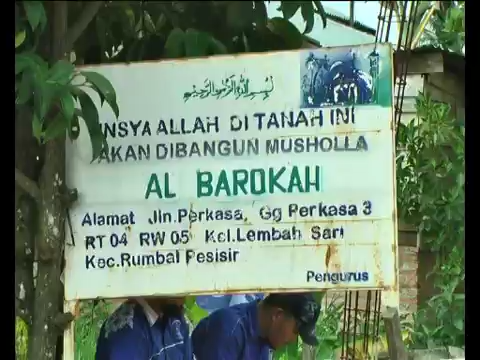 بسم الله الرحمن الرحيم
INSYA ALLAH DI TANAH INI
AKAN DIBANGUN MUSHOLLA
AL BAROKAH
Alamat Jln.Perkasa, Gg Perkasa 3
RT 04 RW 05 Kel.Lembah Sari
Kec.Rumbai Pesisir
Pengurus